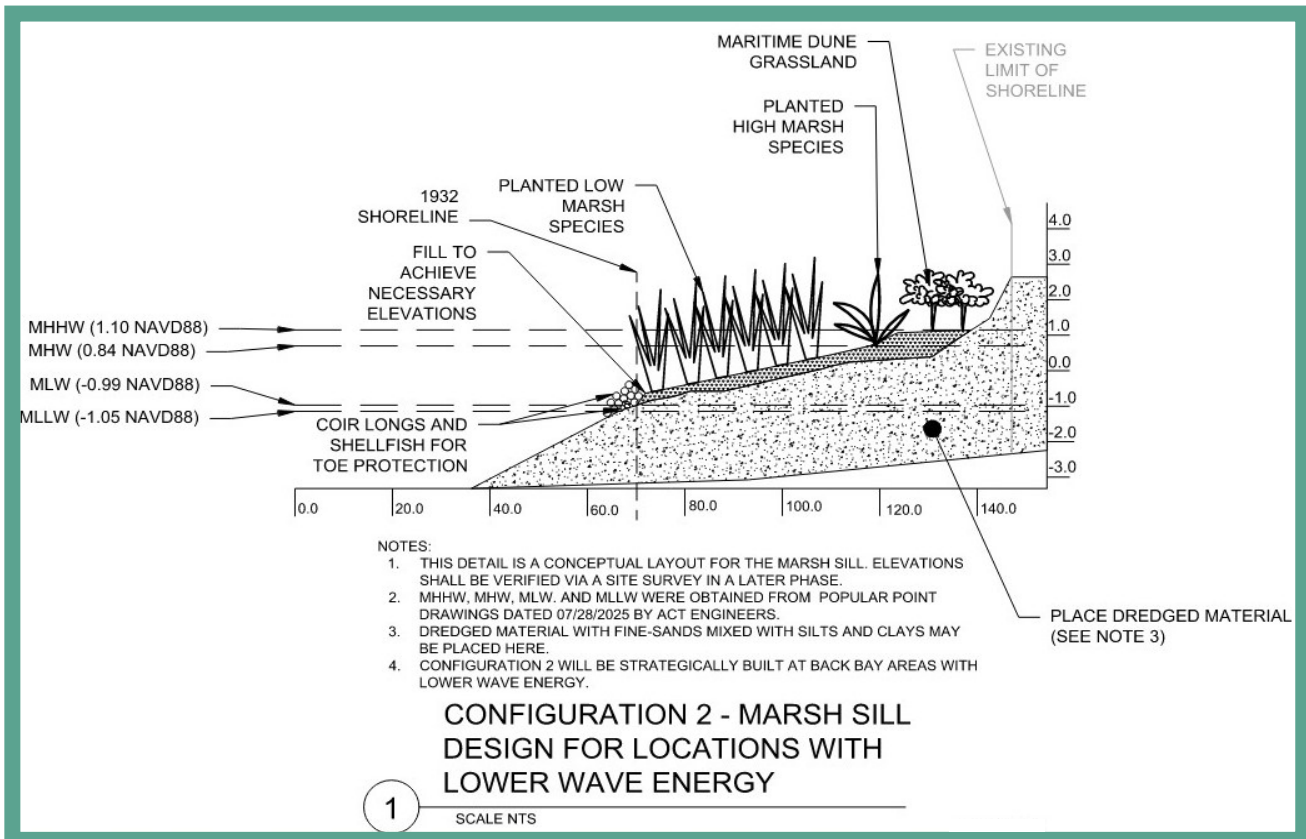 MARITIME DUNE
GRASSLAND
EXISTING
LIMIT OF
SHORELINE
PLANTED
HIGH MARSH
SPECIES
1932
SHORELINE
PLANTED LOW
MARSH
SPECIES
FILL TO
ACHIEVE
NECESSARY
ELEVATIONS
4.0
3.0
2.0
1.0
0.0
-1.0
-2.0
-3.0
MHHW (1.10 NAVD88)
MHW (0.84 NAVD88)
MLW (-0.99 NAVD88)
MLLW (-1.05 NAVD88)
COIR LONGS AND
SHELLFISH FOR
TOE PROTECTION
0.0 20.0 40.0 60.0 80.0 100.0 120.0 140.0
PLACE DREDGED MATERIAL
(SEE NOTE 3)
NOTES:
1. THIS DETAIL IS A CONCEPTUAL LAYOUT FOR THE MARSH SILL. ELEVATIONS
SHALL BE VERIFIED VIA A SITE SURVEY IN A LATER PHASE.
2. MHHW, MHW, MLW. AND MLLW WERE OBTAINED FROM POPULAR POINT
DRAWINGS DATED 07/28/2025 BY ACT ENGINEERS.
3. DREDGED MATERIAL WITH FINE-SANDS MIXED WITH SILTS AND CLAYS MAY
BE PLACED HERE.
4. CONFIGURATION 2 WILL BE STRATEGICALLY BUILT AT BACK BAY AREAS WITH
LOWER WAVE ENERGY.
CONFIGURATION 2 - MARSH SILL
DESIGN FOR LOCATIONS WITH
LOWER WAVE ENERGY
1
SCALE NTS